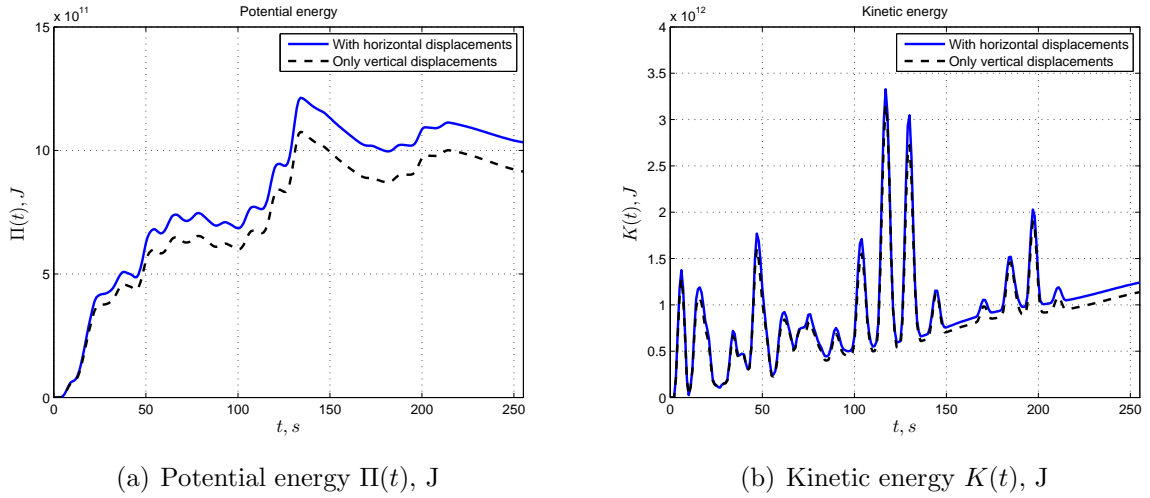 Potential energy
x 10^11
15
10
5
0
Π(t), J
With horizontal displacements
Only vertical displacements
0 50 100 150 200 250
t, s
(a) Potential energy Π(t), J
Kinetic energy
x 10^12
4
3.5
3
2.5
2
1.5
1
0.5
0
K(t), J
With horizontal displacements
Only vertical displacements
0 50 100 150 200 250
t, s
(b) Kinetic energy K(t), J